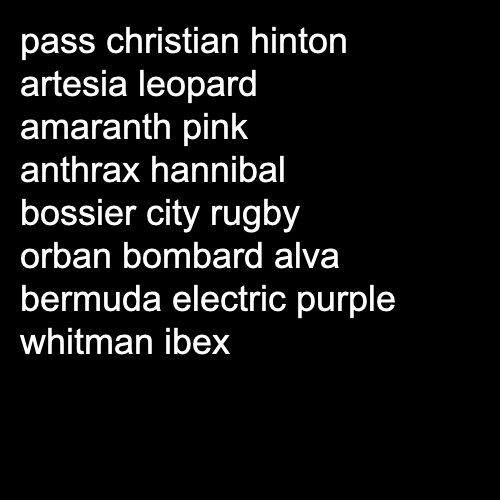 pass christian hinton
artesia leopard
amaranth pink
anthrax hannibal
bossier city rugby
orban bombard alva
bermuda electric purple
whitman ibex